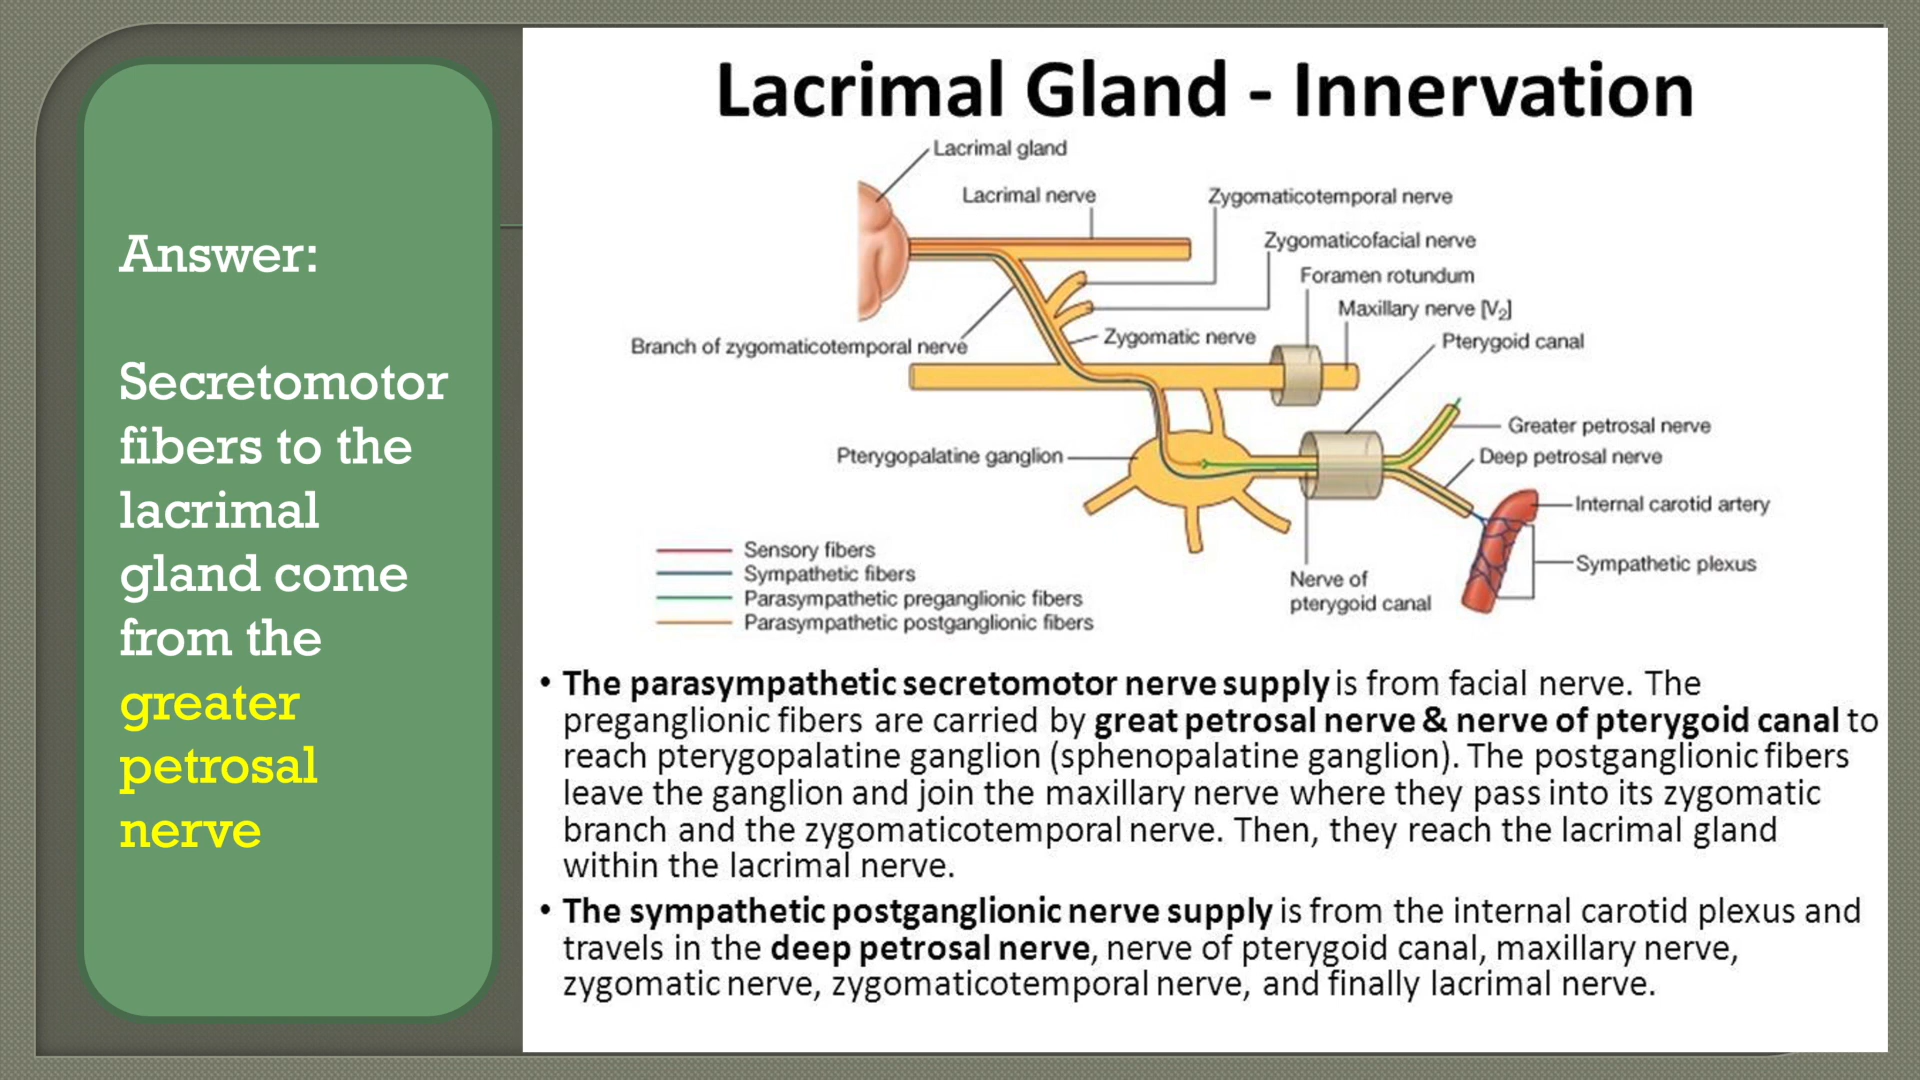 Answer:
Secretomotor
fibers to the
lacrimal
gland come
from the
greater
petrosal
nerve
Lacrimal Gland - Innervation
Lacrimal gland
Lacrimal nerve
Zygomaticotemporal nerve
Zygomaticofacial nerve
Foramen rotundum
Maxillary nerve [V₂]
Pterygoid canal
Branch of zygomaticotemporal nerve
Zygomatic nerve
Greater petrosal nerve
Pterygopalatine ganglion
Deep petrosal nerve
Internal carotid artery
Sympathetic plexus
Nerve of
pterygoid canal
Sensory fibers
Sympathetic fibers
Parasympathetic preganglionic fibers
Parasympathetic postganglionic fibers
• The parasympathetic secretomotor nerve supply is from facial nerve. The
preganglionic fibers are carried by great petrosal nerve & nerve of pterygoid canal to
reach pterygopalatine ganglion (sphenopalatine ganglion). The postganglionic fibers
leave the ganglion and join the maxillary nerve where they pass into its zygomatic
branch and the zygomaticotemporal nerve. Then, they reach the lacrimal gland
within the lacrimal nerve.
• The sympathetic postganglionic nerve supply is from the internal carotid plexus and
travels in the deep petrosal nerve, nerve of pterygoid canal, maxillary nerve,
zygomatic nerve, zygomaticotemporal nerve, and finally lacrimal nerve.